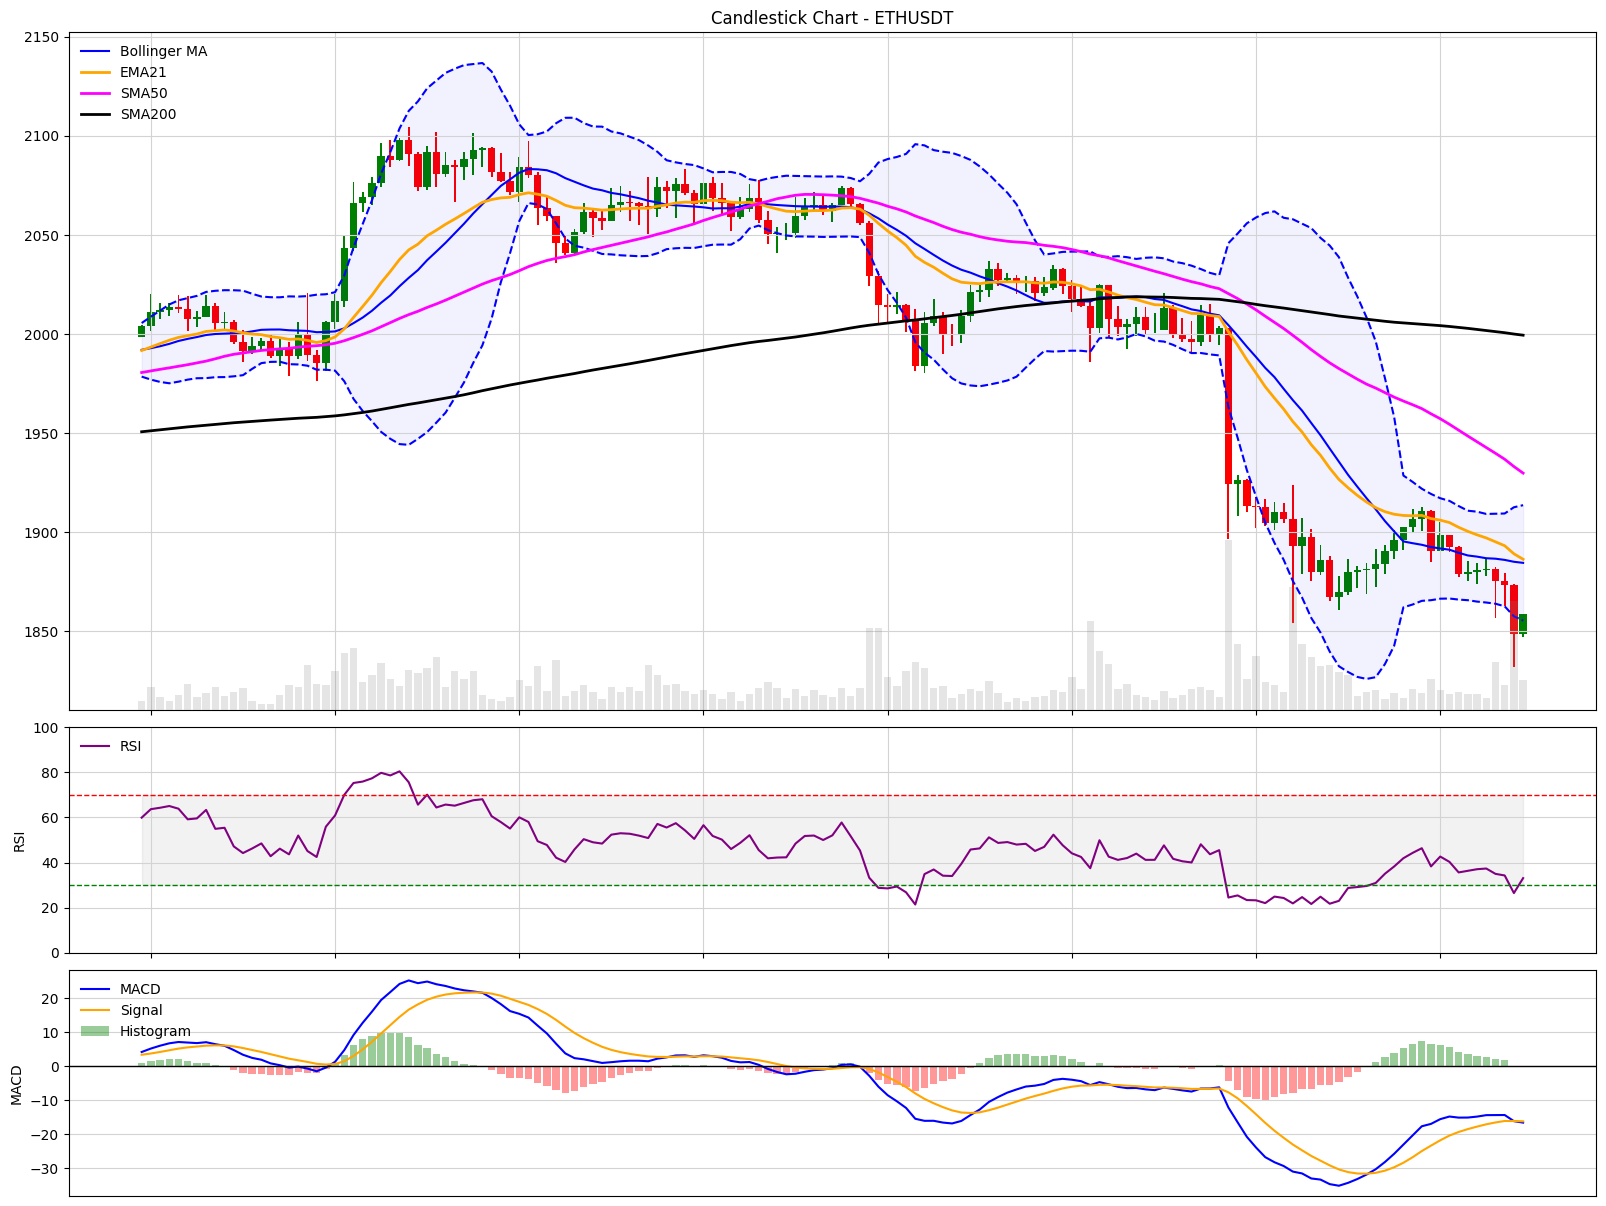 Candlestick Chart - ETHUSDT
2150
2100
2050
2000
1950
1900
1850
Bollinger MA
EMA21
SMA50
SMA200
100
80
60
40
20
0
RSI
RSI
20
10
0
−10
−20
−30
MACD
MACD
Signal
Histogram